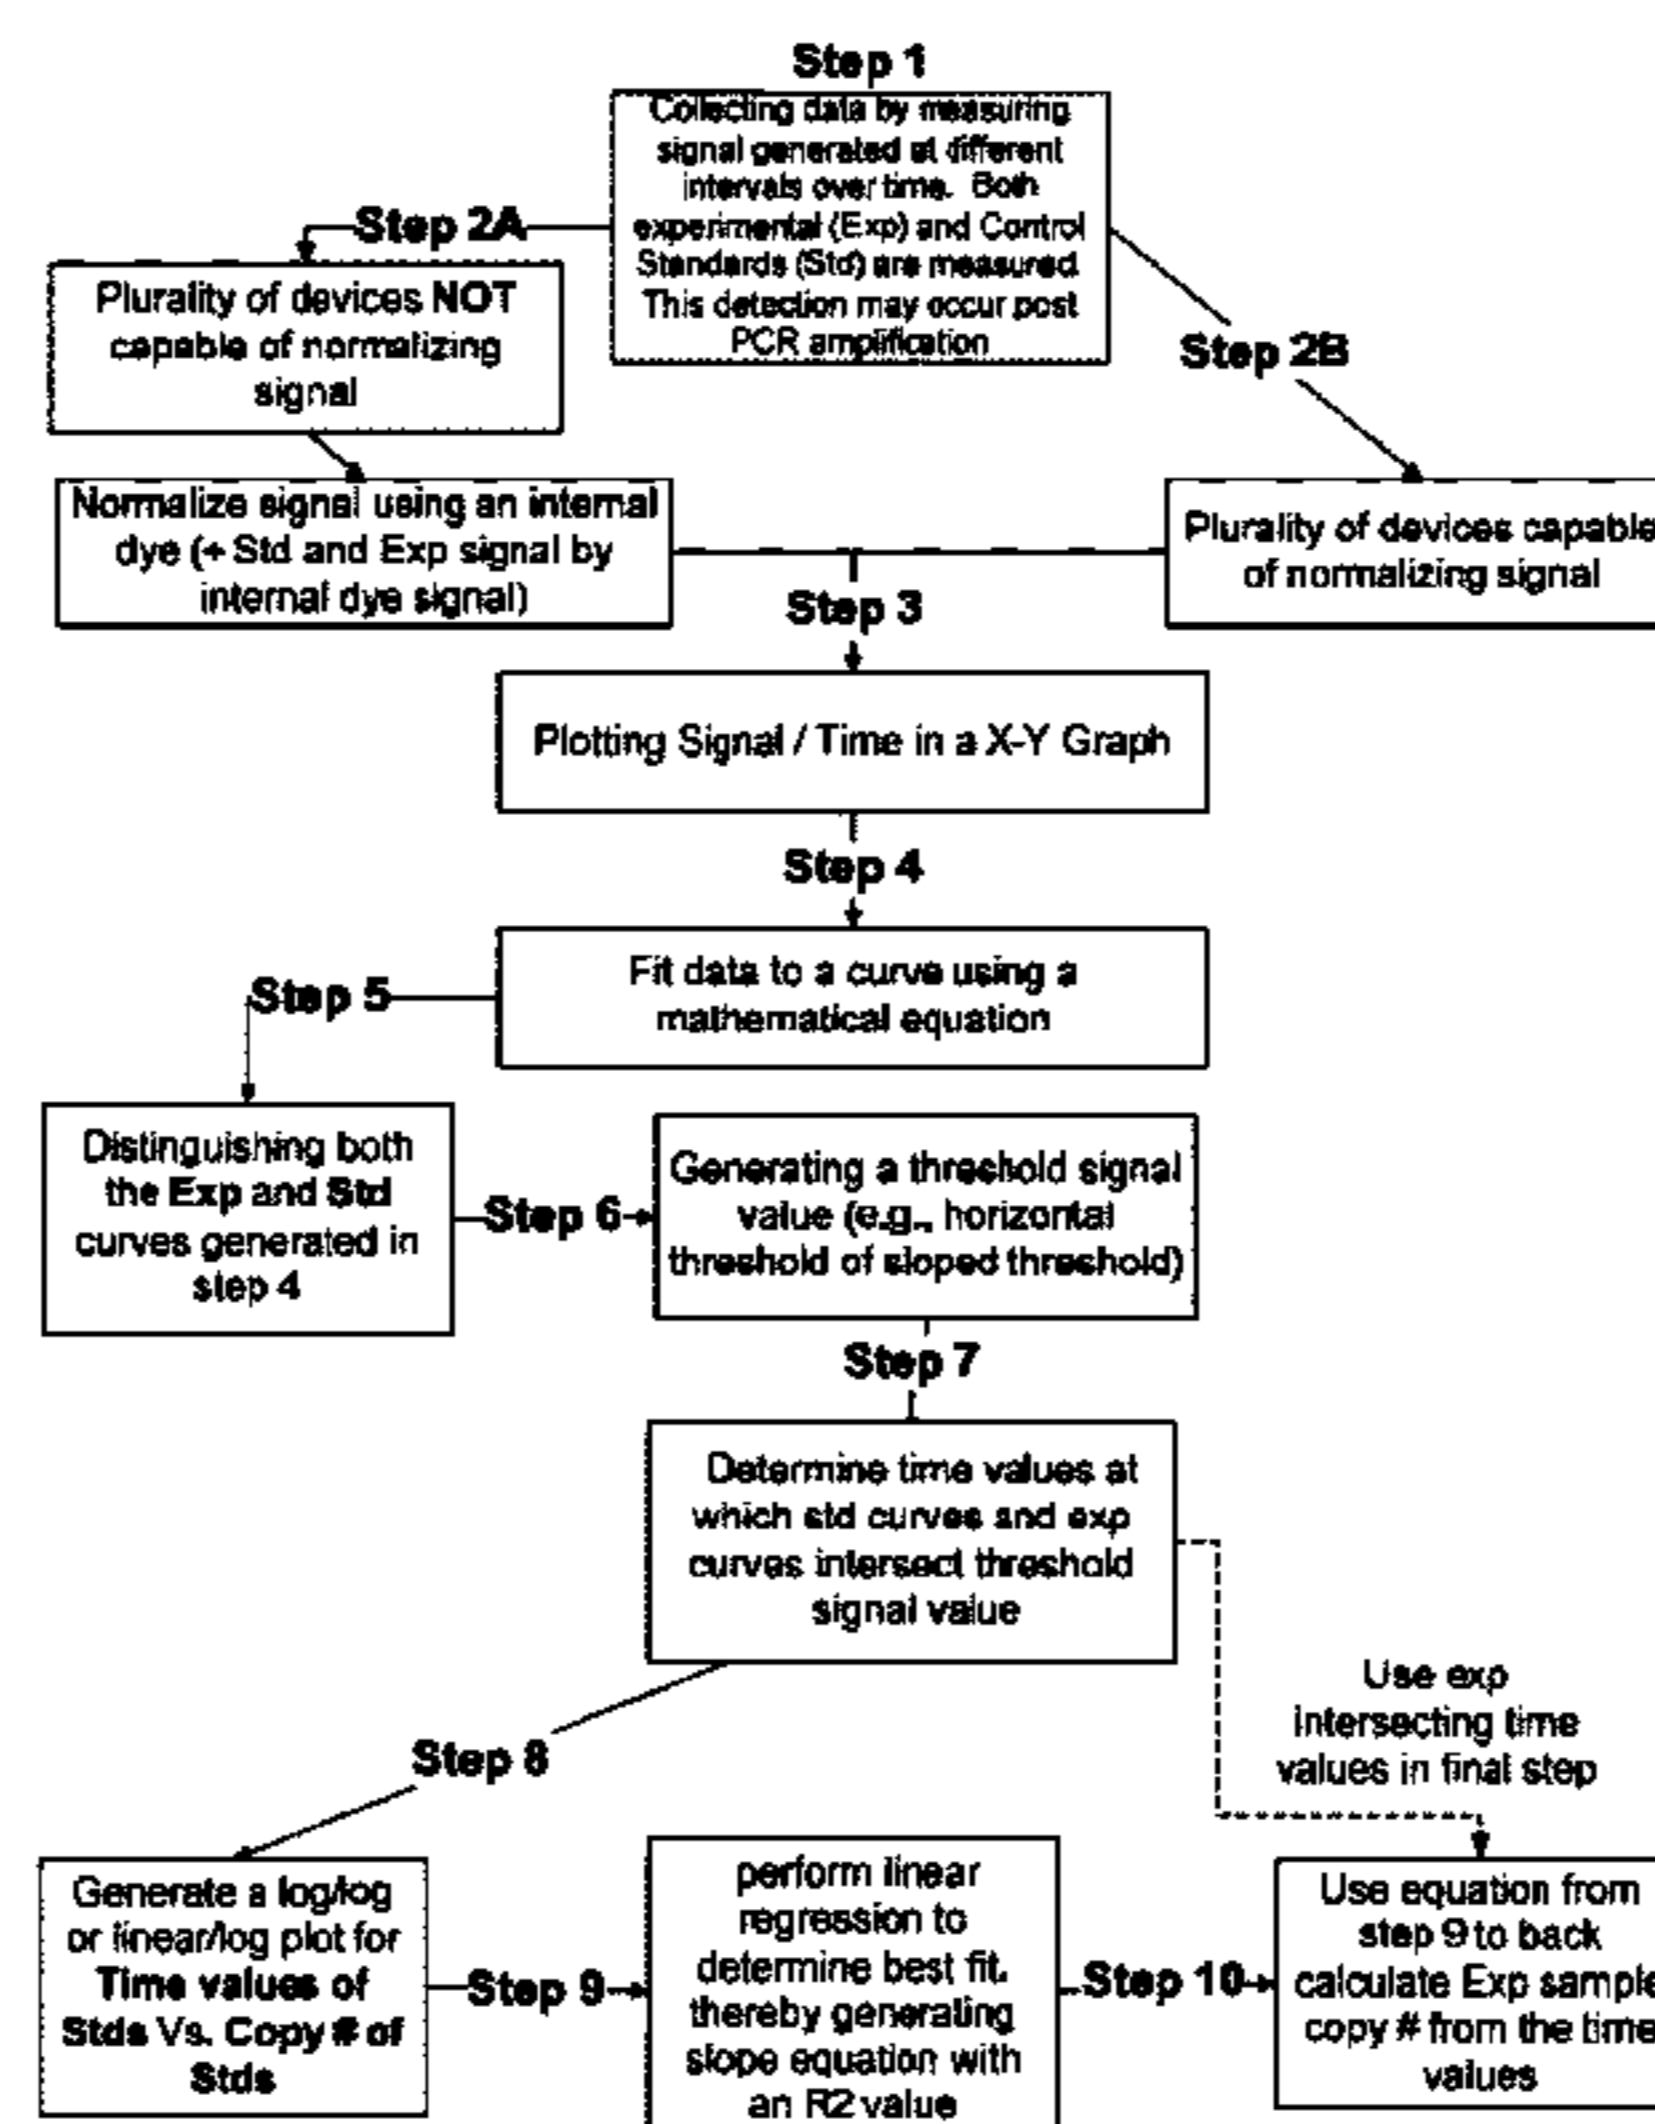 Step 1
Collecting data by measuring
signal generated at different
intervals over time. Both
experimental (Exp) and Control
Standards (Std) are measured.
This detection may occur post
PCR amplification
Step 2A
Plurality of devices NOT
capable of normalizing
signal
Step 2B
Normalize signal using an internal
dye (÷ Std and Exp signal by
internal dye signal)
Plurality of devices capable
of normalizing signal
Step 3
Plotting Signal / Time in a X-Y Graph
Step 4
Fit data to a curve using a
mathematical equation
Step 5
Distinguishing both
the Exp and Std
curves generated in
step 4
Step 6
Generating a threshold signal
value (e.g., horizontal
threshold of sloped threshold)
Step 7
Determine time values at
which std curves and exp
curves intersect threshold
signal value
Use exp
intersecting time
values in final step
Step 8
Generate a log/log
or linear/log plot for
Time values of
Stds Vs. Copy # of
Stds
Step 9
perform linear
regression to
determine best fit,
thereby generating
slope equation with
an R2 value
Step 10
Use equation from
step 9 to back
calculate Exp sample
copy # from the time
values